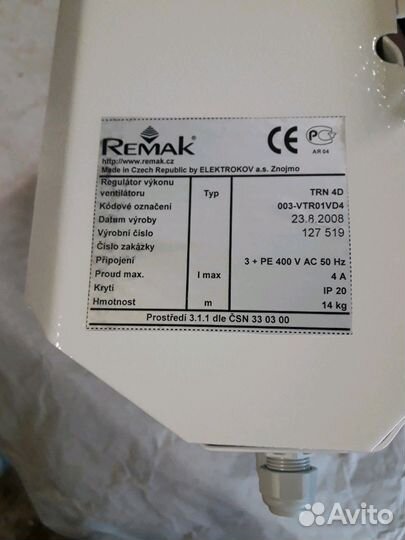 REMAK
CE PC
AR 04
http://www.remak.cz
Made in Czech Republic by ELEKTROKOV a.s. Znojmo
Regulátor výkonu
ventilátoru Typ TRN 4D
Kódové označení 003-VTR01VD4
Datum výroby 23.8.2008
Výrobní číslo 127 519
Číslo zakázky
Připojení 3 + PE 400 V AC 50 Hz
Proud max. I max 4 A
Krytí IP 20
Hmotnost m 14 kg
Prostředí 3.1.1 dle ČSN 33 03 00
Avito